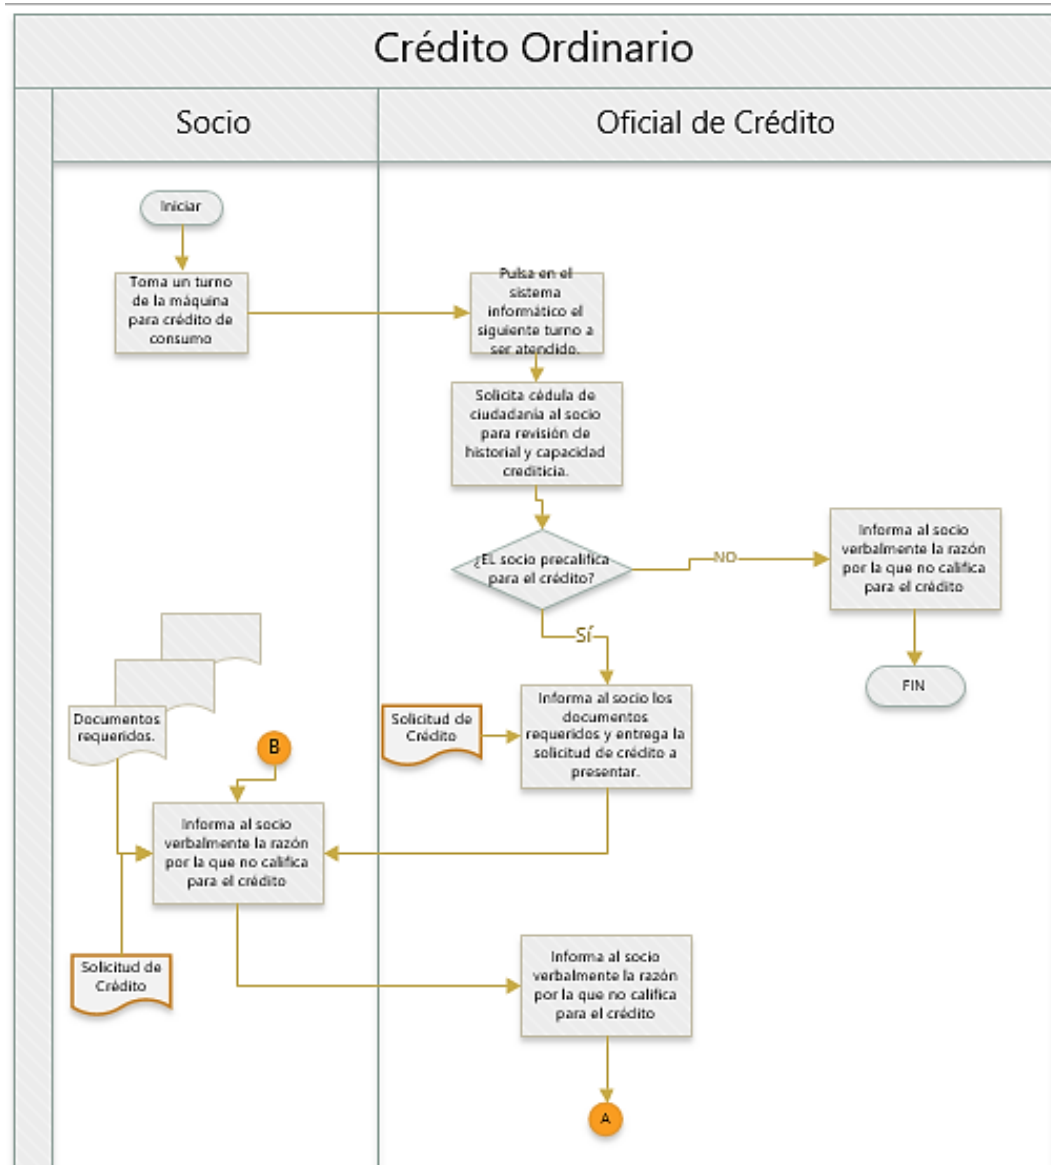 Crédito Ordinario
Socio
Oficial de Crédito
Iniciar
Toma un turno
de la máquina
para crédito de
consumo
Pulsa en el
sistema
informático el
siguiente turno a
ser atendido.
Solicita cédula de
ciudadanía al socio
para revisión de
historial y capacidad
crediticia.
¿EL socio precalifica
para el crédito?
NO
Informa al socio
verbalmente la razón
por la que no califica
para el crédito
FIN
Sí
Informa al socio los
documentos
requeridos y entrega la
solicitud de crédito a
presentar.
Solicitud de
Crédito
Documentos
requeridos.
B
Informa al socio
verbalmente la razón
por la que no califica
para el crédito
Solicitud de
Crédito
Informa al socio
verbalmente la razón
por la que no califica
para el crédito
A